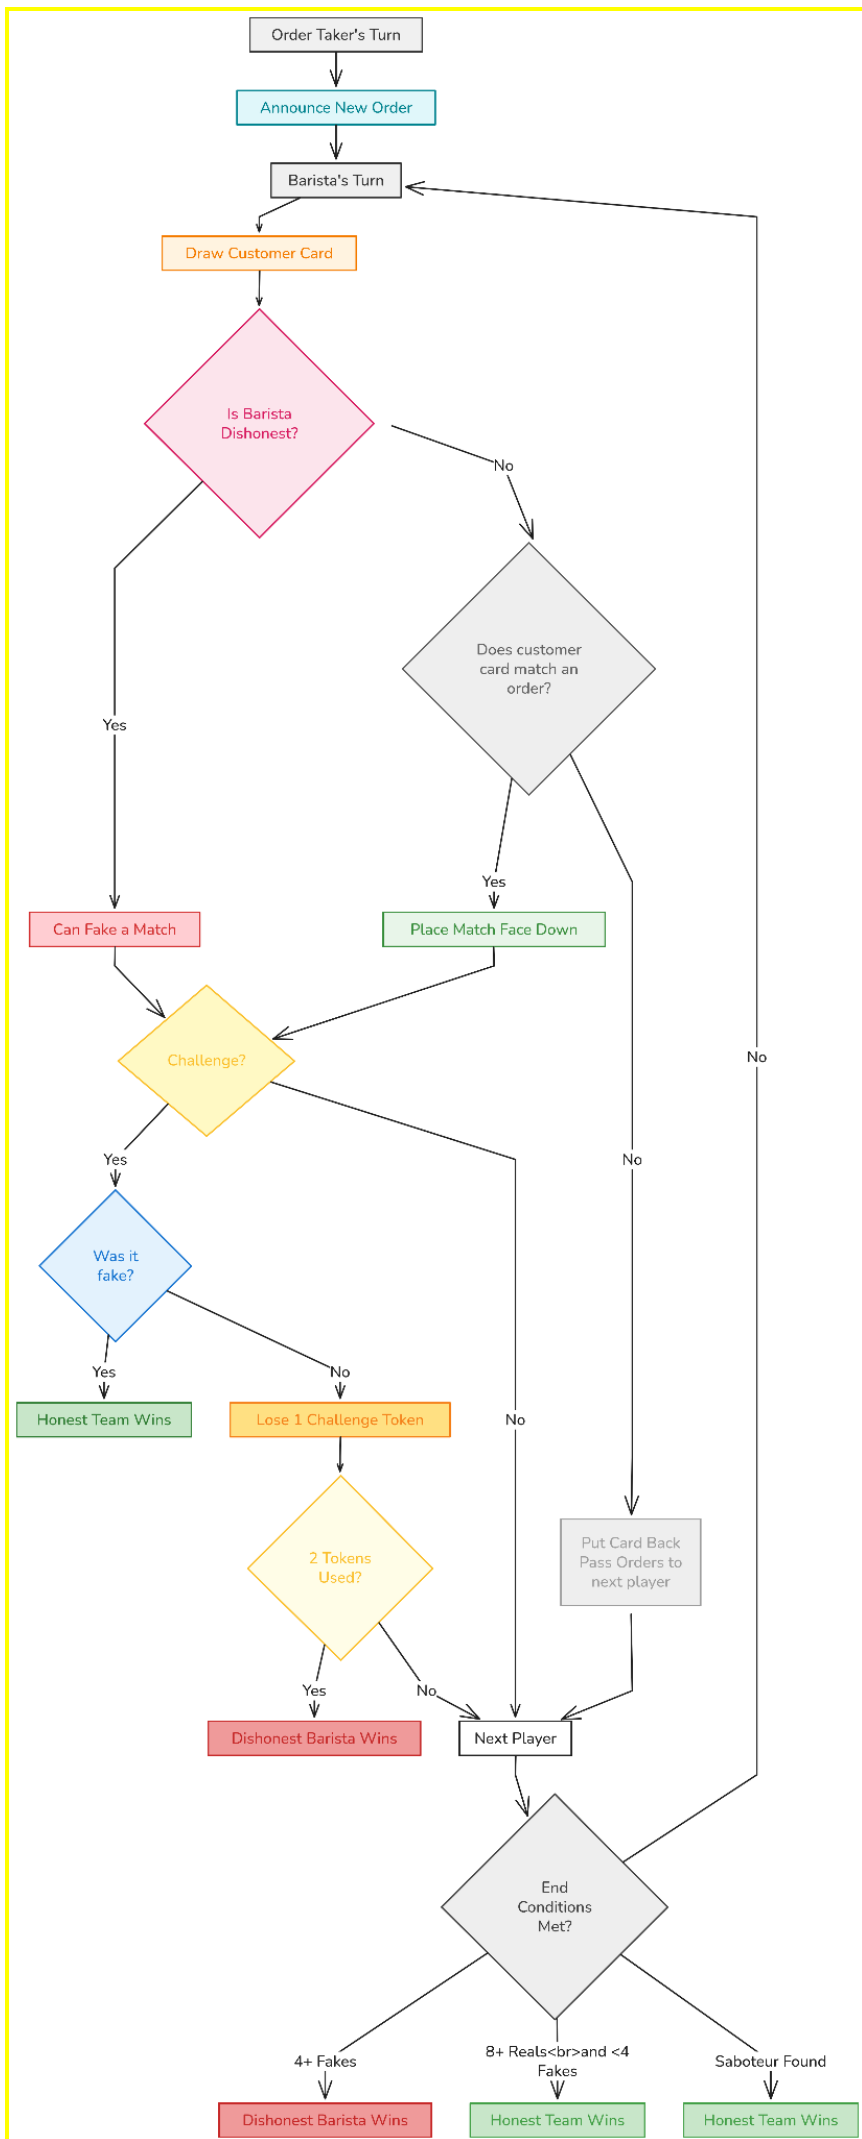 Order Taker's Turn
Announce New Order
Barista's Turn
Draw Customer Card
Is Barista
Dishonest?
No
Does customer
card match an
order?
Yes
Yes
Can Fake a Match
Place Match Face Down
Challenge?
No
Yes
No
Was it
fake?
Yes
No
Honest Team Wins
Lose 1 Challenge Token
No
2 Tokens
Used?
Put Card Back
Pass Orders to
next player
Yes
No
Dishonest Barista Wins
Next Player
End
Conditions
Met?
4+ Fakes
8+ Reals<br>and <4
Fakes
Saboteur Found
Dishonest Barista Wins
Honest Team Wins
Honest Team Wins